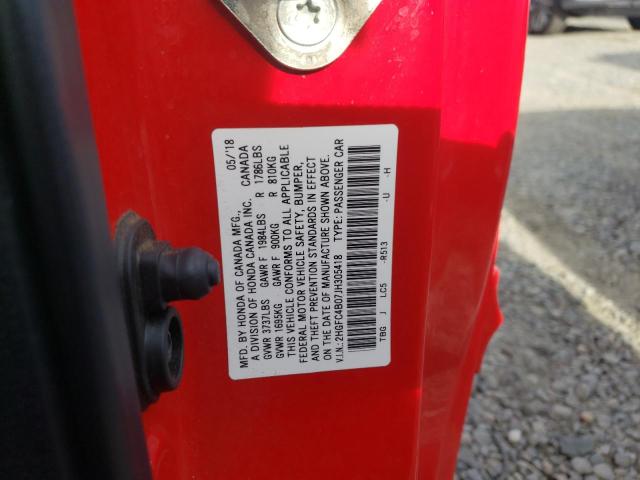 MFD. BY HONDA OF CANADA MFG., 05/'18
A DIVISION OF HONDA CANADA INC. CANADA
GVWR 3737LBS GAWR F 1984LBS R 1786LBS
GVWR 1695KG GAWR F 900KG R 810KG
THIS VEHICLE CONFORMS TO ALL APPLICABLE
FEDERAL MOTOR VEHICLE SAFETY, BUMPER,
AND THEFT PREVENTION STANDARDS IN EFFECT
ON THE DATE OF MANUFACTURE SHOWN ABOVE.
V.I.N.:2HGFC4B07JH305418 TYPE: PASSENGER CAR
TBG J LC5 -R513 -U -H